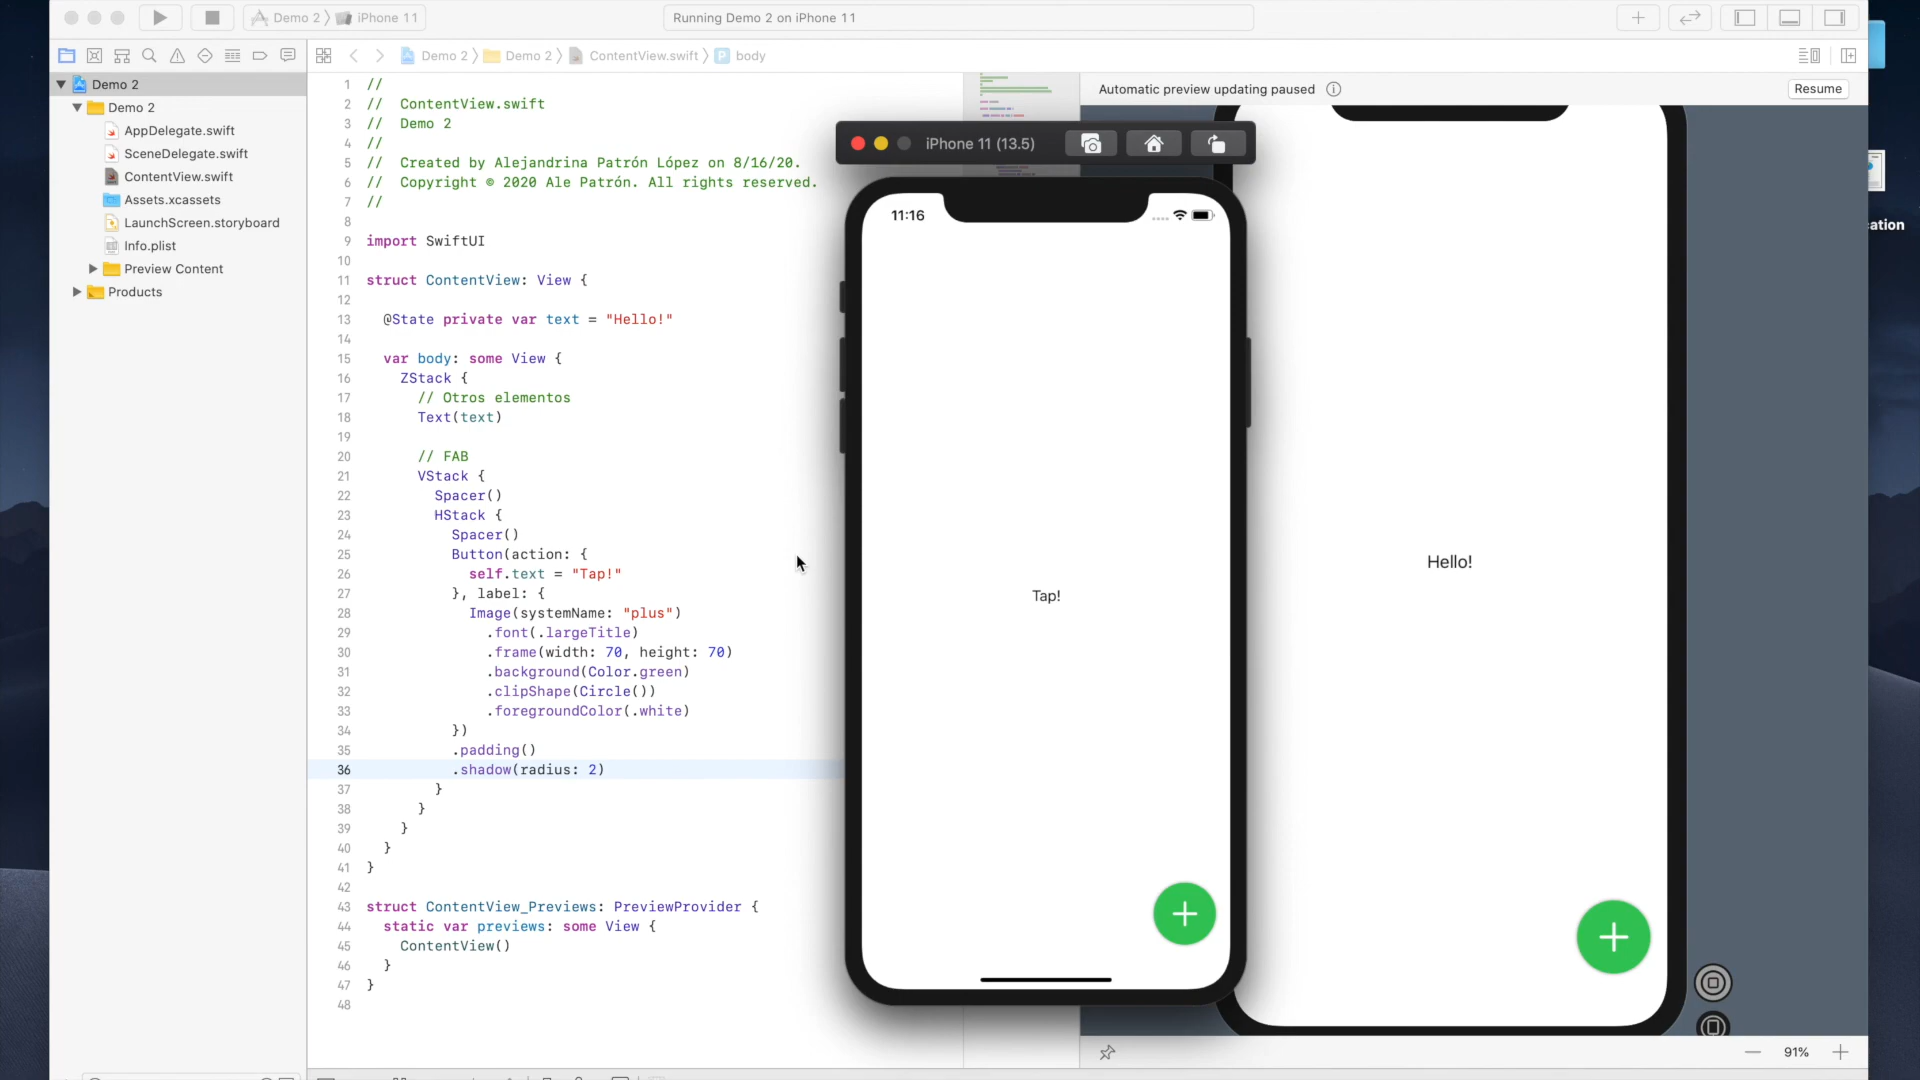 Demo 2 〉 iPhone 11
Running Demo 2 on iPhone 11
Demo 2 〉 Demo 2 〉 ContentView.swift 〉 P body
Demo 2
Demo 2
AppDelegate.swift
SceneDelegate.swift
ContentView.swift
Assets.xcassets
LaunchScreen.storyboard
Info.plist
Preview Content
Products
1 //
2 // ContentView.swift
3 // Demo 2
4 //
5 // Created by Alejandrina Patrón López on 8/16/20.
6 // Copyright © 2020 Ale Patrón. All rights reserved.
7 //
8
9 import SwiftUI
10
11 struct ContentView: View {
12
13 @State private var text = "Hello!"
14
15 var body: some View {
16 ZStack {
17 // Otros elementos
18 Text(text)
19
20 // FAB
21 VStack {
22 Spacer()
23 HStack {
24 Spacer()
25 Button(action: {
26 self.text = "Tap!"
27 }, label: {
28 Image(systemName: "plus")
29 .font(.largeTitle)
30 .frame(width: 70, height: 70)
31 .background(Color.green)
32 .clipShape(Circle())
33 .foregroundColor(.white)
34 })
35 .padding()
36 .shadow(radius: 2)
37 }
38 }
39 }
40 }
41 }
42
43 struct ContentView_Previews: PreviewProvider {
44 static var previews: some View {
45 ContentView()
46 }
47 }
48
iPhone 11 (13.5)
11:16
Tap!
Automatic preview updating paused
Resume
Hello!
91%